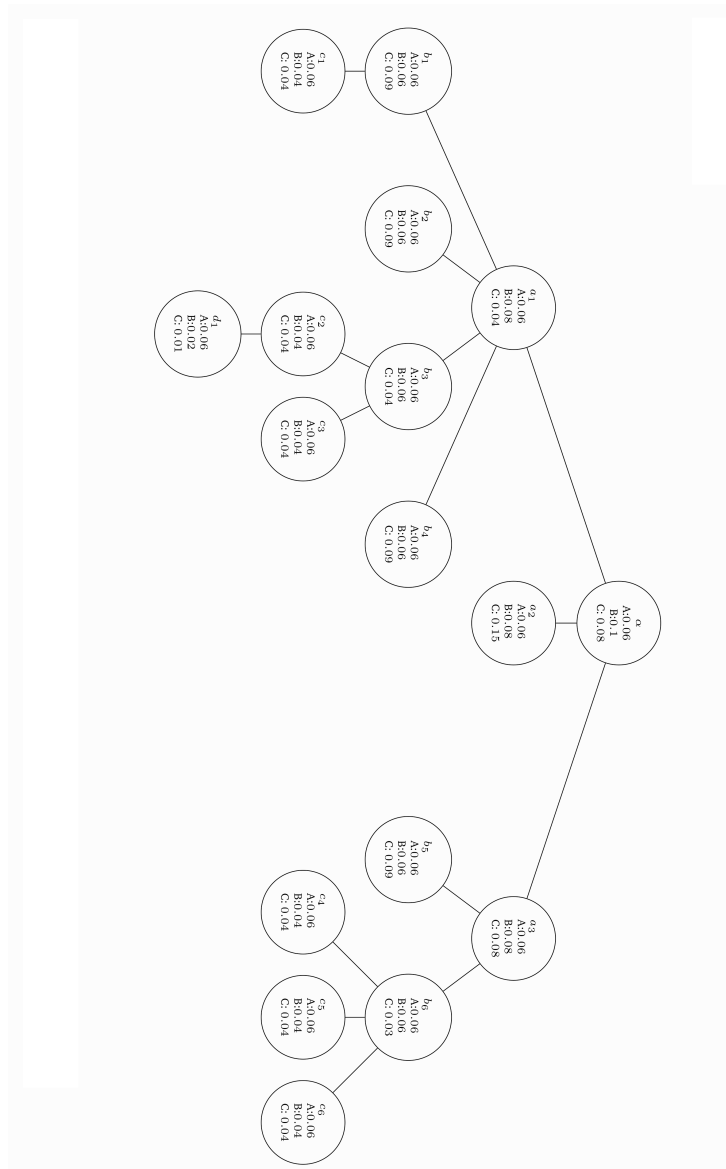 α
A:0.06
B:0.1
C: 0.08
a1
A:0.06
B:0.08
C: 0.04
a2
A:0.06
B:0.08
C: 0.15
a3
A:0.06
B:0.08
C: 0.08
b1
A:0.06
B:0.06
C: 0.09
b2
A:0.06
B:0.06
C: 0.09
b3
A:0.06
B:0.06
C: 0.04
b4
A:0.06
B:0.06
C: 0.09
b5
A:0.06
B:0.06
C: 0.09
b6
A:0.06
B:0.06
C: 0.03
c1
A:0.06
B:0.04
C: 0.04
c2
A:0.06
B:0.04
C: 0.04
c3
A:0.06
B:0.04
C: 0.04
c4
A:0.06
B:0.04
C: 0.04
c5
A:0.06
B:0.04
C: 0.04
c6
A:0.06
B:0.04
C: 0.04
d1
A:0.06
B:0.02
C: 0.01